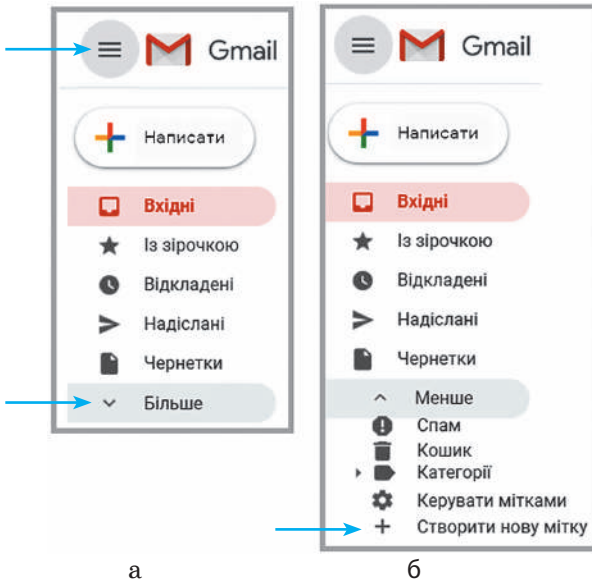 Gmail
Написати
Вхідні
Із зірочкою
Відкладені
Надіслані
Чернетки
Більше
а
Gmail
Написати
Вхідні
Із зірочкою
Відкладені
Надіслані
Чернетки
Менше
Спам
Кошик
Категорії
Керувати мітками
Створити нову мітку
б